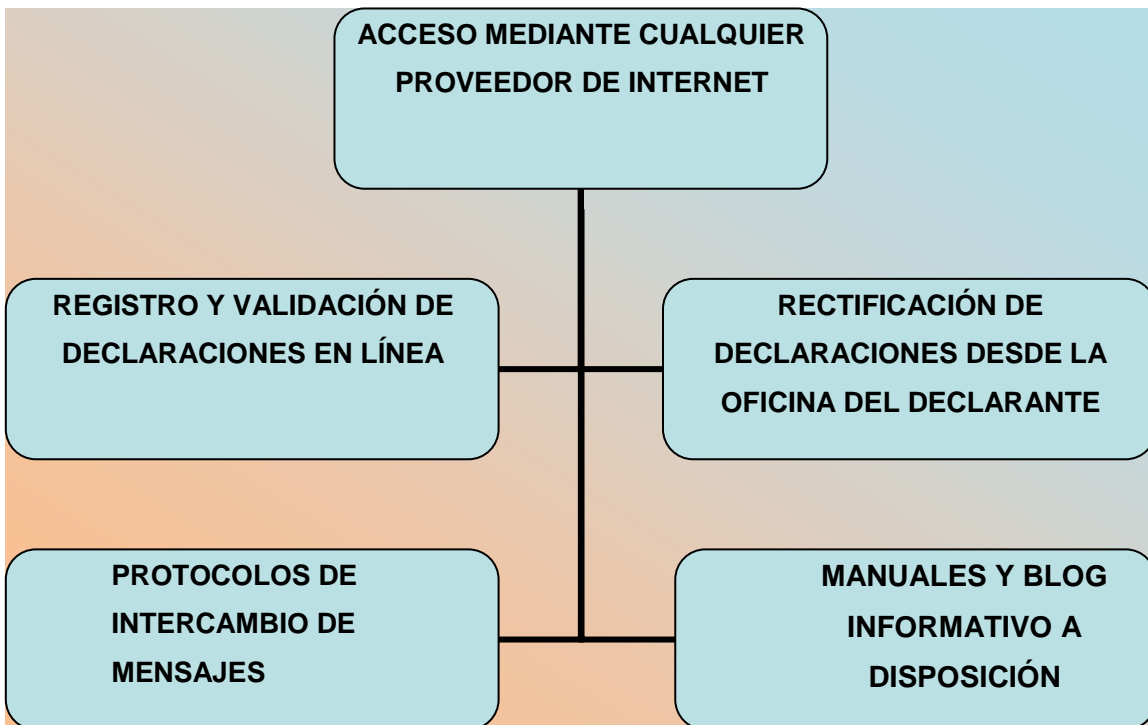 ACCESO MEDIANTE CUALQUIER
PROVEEDOR DE INTERNET
REGISTRO Y VALIDACIÓN DE
DECLARACIONES EN LÍNEA
RECTIFICACIÓN DE
DECLARACIONES DESDE LA
OFICINA DEL DECLARANTE
PROTOCOLOS DE
INTERCAMBIO DE
MENSAJES
MANUALES Y BLOG
INFORMATIVO A
DISPOSICIÓN